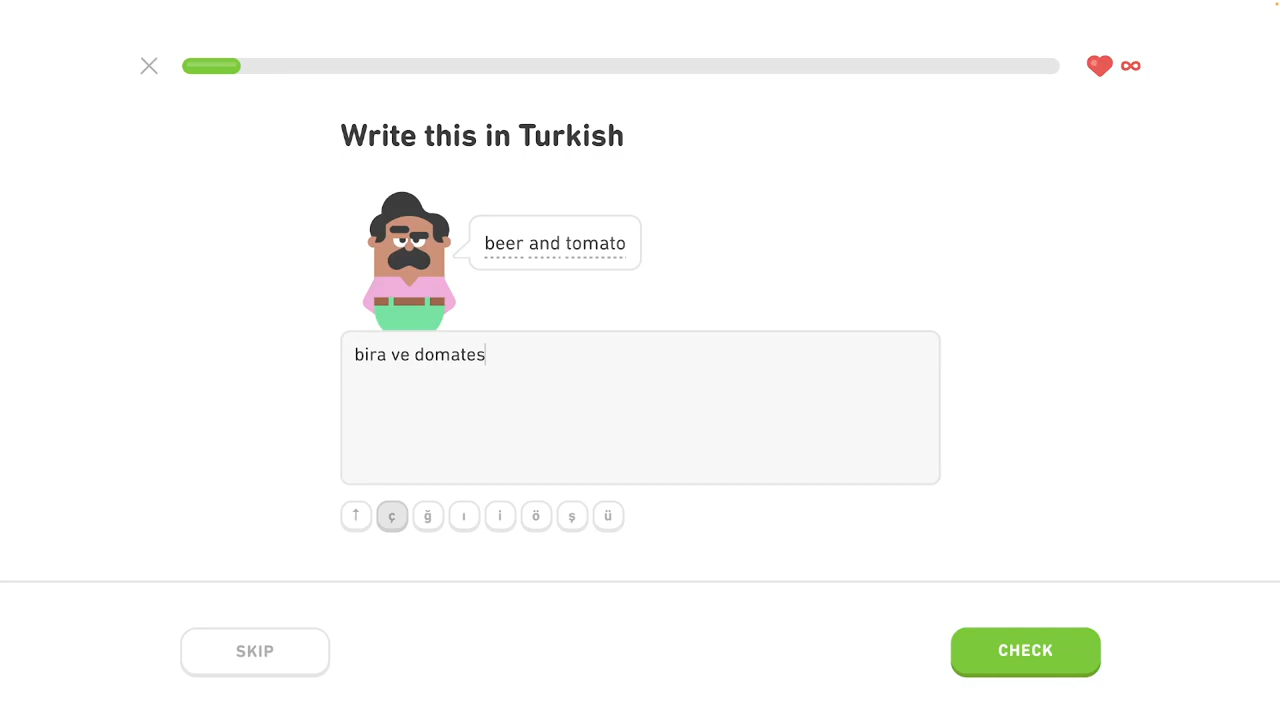 ∞
Write this in Turkish
beer and tomato
bira ve domates
↑ ç ğ ı i ö ş ü
SKIP
CHECK